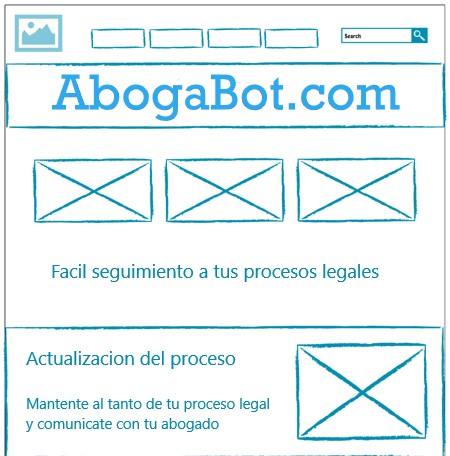 Search
AbogaBot.com
Facil seguimiento a tus procesos legales
Actualizacion del proceso
Mantente al tanto de tu proceso legal
y comunicate con tu abogado